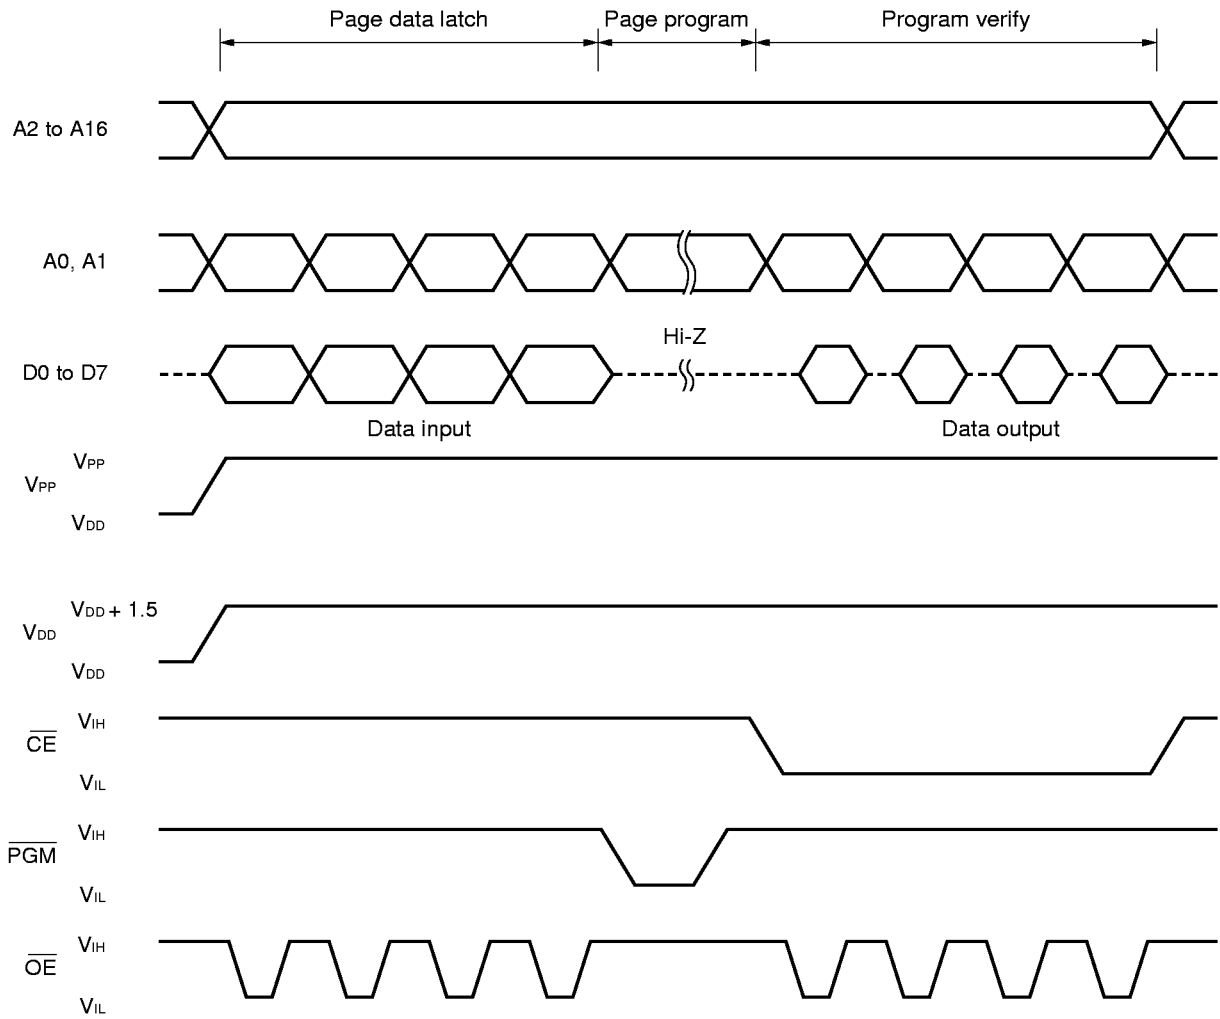 Page data latch Page program Program verify
A2 to A16
A0, A1
Hi-Z
D0 to D7
Data input Data output
VPP
VPP
VDD
VDD + 1.5
VDD
VDD
VIH
CE
VIL
VIH
PGM
VIL
VIH
OE
VIL